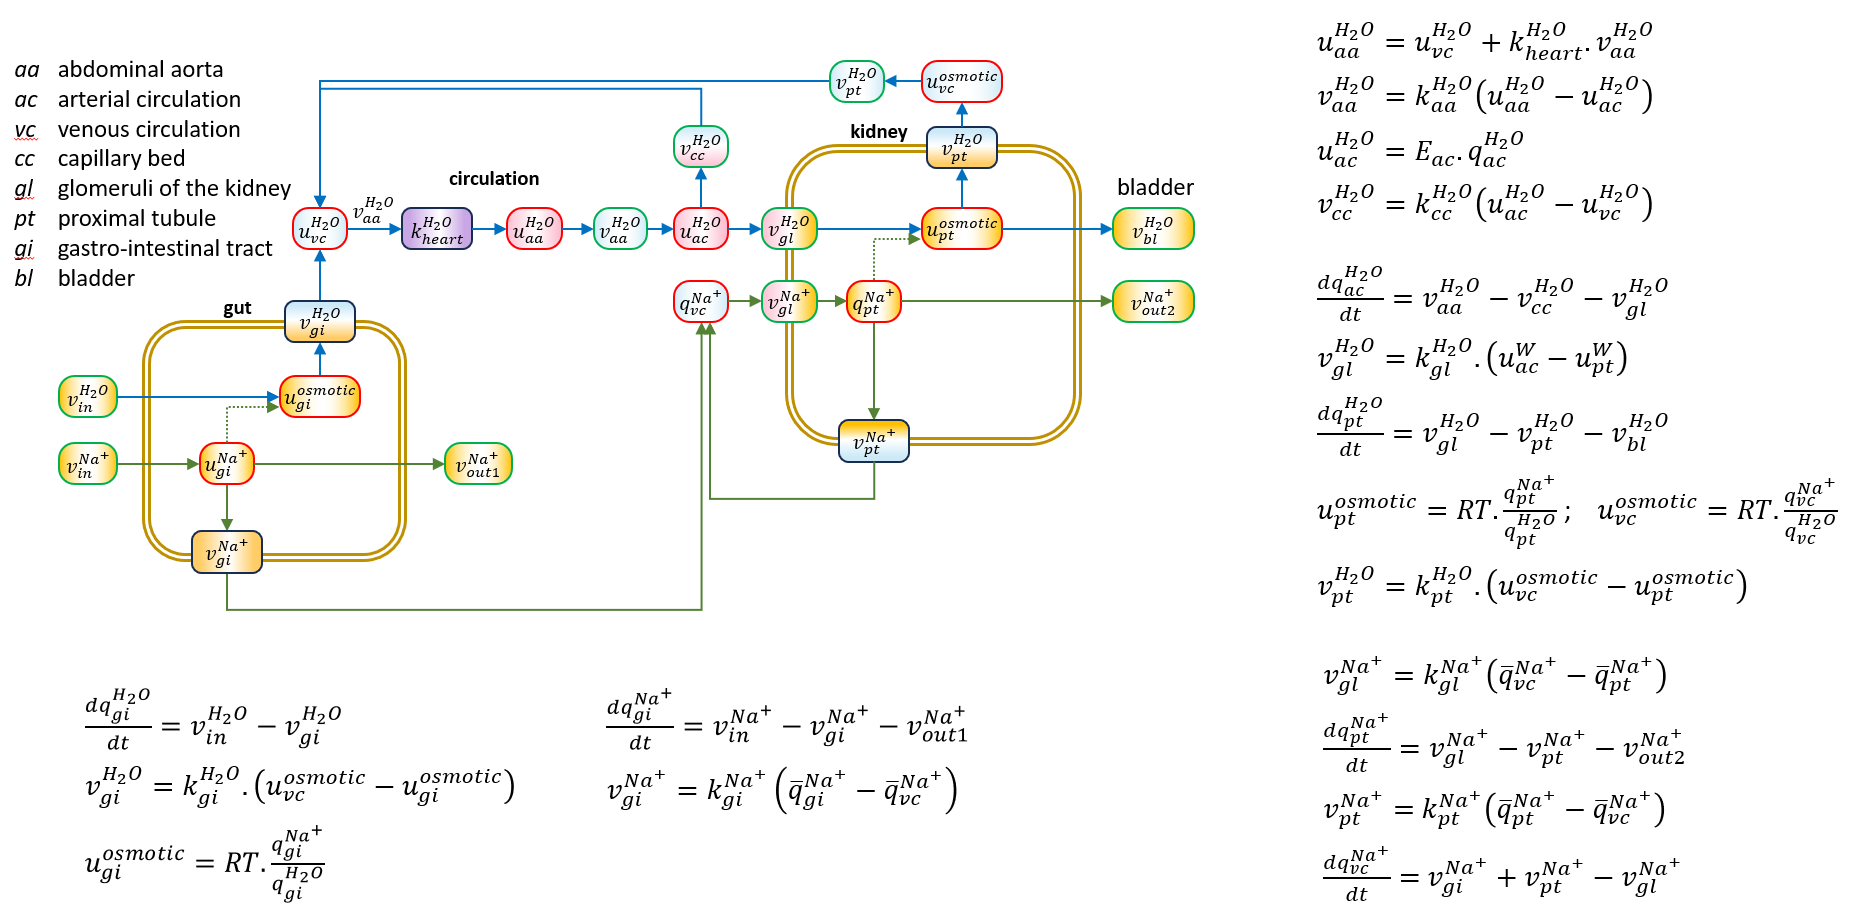 aa abdominal aorta
ac arterial circulation
vc venous circulation
cc capillary bed
gl glomeruli of the kidney
pt proximal tubule
gi gastro-intestinal tract
bl bladder
circulation
kidney
bladder
gut
v_{pt}^{H_2O}
u_{vc}^{osmotic}
v_{cc}^{H_2O}
v_{pt}^{H_2O}
u_{vc}^{H_2O}
v_{aa}^{H_2O}
k_{heart}^{H_2O}
u_{aa}^{H_2O}
v_{aa}^{H_2O}
u_{ac}^{H_2O}
v_{gl}^{H_2O}
u_{pt}^{osmotic}
v_{bl}^{H_2O}
q_{vc}^{Na^+}
v_{gl}^{Na^+}
q_{pt}^{Na^+}
v_{out2}^{Na^+}
v_{gi}^{H_2O}
v_{in}^{H_2O}
u_{gi}^{osmotic}
v_{in}^{Na^+}
u_{gi}^{Na^+}
v_{out1}^{Na^+}
v_{pt}^{Na^+}
v_{gi}^{Na^+}
\frac{dq_{gi}^{H_2O}}{dt} = v_{in}^{H_2O} − v_{gi}^{H_2O}
v_{gi}^{H_2O} = k_{gi}^{H_2O}.(u_{vc}^{osmotic} − u_{gi}^{osmotic})
u_{gi}^{osmotic} = RT.\frac{q_{gi}^{Na^+}}{q_{gi}^{H_2O}}
\frac{dq_{gi}^{Na^+}}{dt} = v_{in}^{Na^+} − v_{gi}^{Na^+} − v_{out1}^{Na^+}
v_{gi}^{Na^+} = k_{gi}^{Na^+}(\bar{q}_{gi}^{Na^+} − \bar{q}_{vc}^{Na^+})
u_{aa}^{H_2O} = u_{vc}^{H_2O} + k_{heart}^{H_2O}.v_{aa}^{H_2O}
v_{aa}^{H_2O} = k_{aa}^{H_2O}(u_{aa}^{H_2O} − u_{ac}^{H_2O})
u_{ac}^{H_2O} = E_{ac}.q_{ac}^{H_2O}
v_{cc}^{H_2O} = k_{cc}^{H_2O}(u_{ac}^{H_2O} − u_{vc}^{H_2O})
\frac{dq_{ac}^{H_2O}}{dt} = v_{aa}^{H_2O} − v_{cc}^{H_2O} − v_{gl}^{H_2O}
v_{gl}^{H_2O} = k_{gl}^{H_2O}.(u_{ac}^{W} − u_{pt}^{W})
\frac{dq_{pt}^{H_2O}}{dt} = v_{gl}^{H_2O} − v_{pt}^{H_2O} − v_{bl}^{H_2O}
u_{pt}^{osmotic} = RT.\frac{q_{pt}^{Na^+}}{q_{pt}^{H_2O}} ; u_{vc}^{osmotic} = RT.\frac{q_{vc}^{Na^+}}{q_{vc}^{H_2O}}
v_{pt}^{H_2O} = k_{pt}^{H_2O}.(u_{vc}^{osmotic} − u_{pt}^{osmotic})
v_{gl}^{Na^+} = k_{gl}^{Na^+}(\bar{q}_{vc}^{Na^+} − \bar{q}_{pt}^{Na^+})
\frac{dq_{pt}^{Na^+}}{dt} = v_{gl}^{Na^+} − v_{pt}^{Na^+} − v_{out2}^{Na^+}
v_{pt}^{Na^+} = k_{pt}^{Na^+}(\bar{q}_{pt}^{Na^+} − \bar{q}_{vc}^{Na^+})
\frac{dq_{vc}^{Na^+}}{dt} = v_{gi}^{Na^+} + v_{pt}^{Na^+} − v_{gl}^{Na^+}